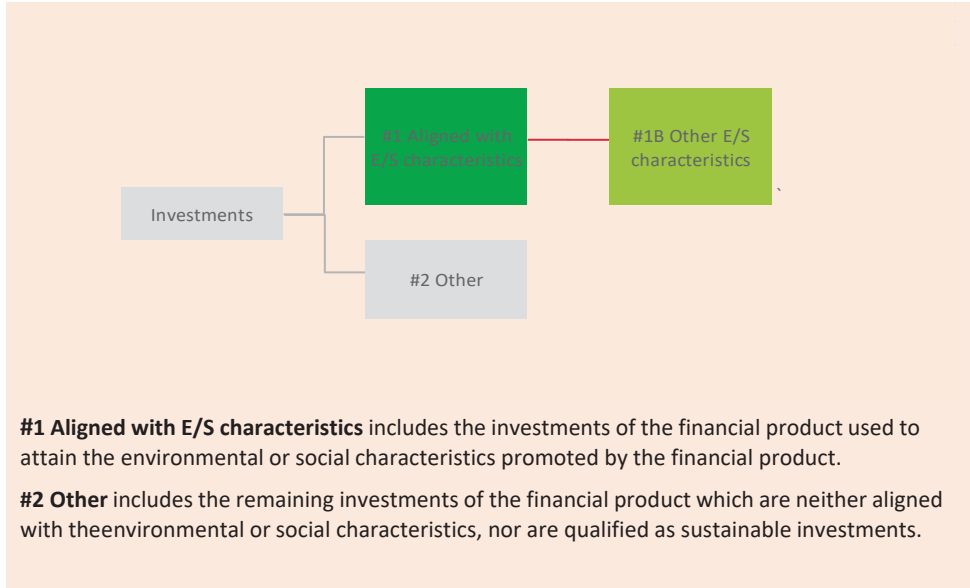 #1 Aligned with
E/S characteristics
#1B Other E/S
characteristics
`
Investments
#2 Other
#1 Aligned with E/S characteristics includes the investments of the financial product used to
attain the environmental or social characteristics promoted by the financial product.
#2 Other includes the remaining investments of the financial product which are neither aligned
with theenvironmental or social characteristics, nor are qualified as sustainable investments.